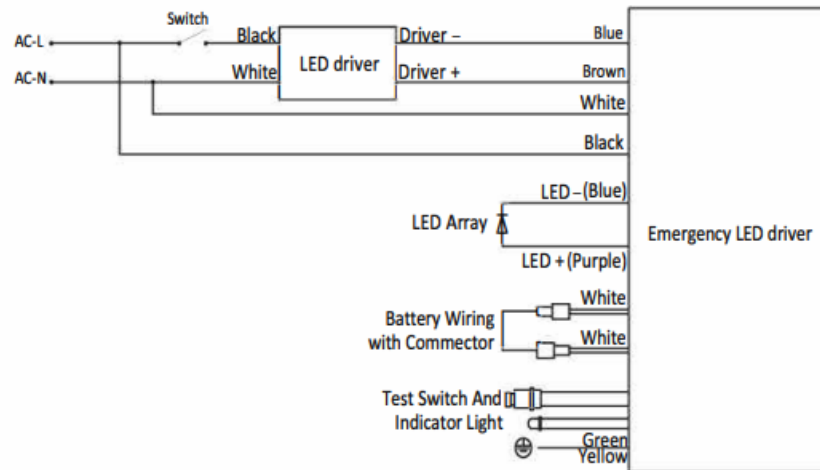 Switch
AC-L
Black
Driver –
Blue
LED driver
AC-N
White
Driver +
Brown
White
Black
LED –(Blue)
LED Array
Emergency LED driver
LED +(Purple)
White
Battery Wiring
with Commector
White
Test Switch And
Indicator Light
Green
Yellow